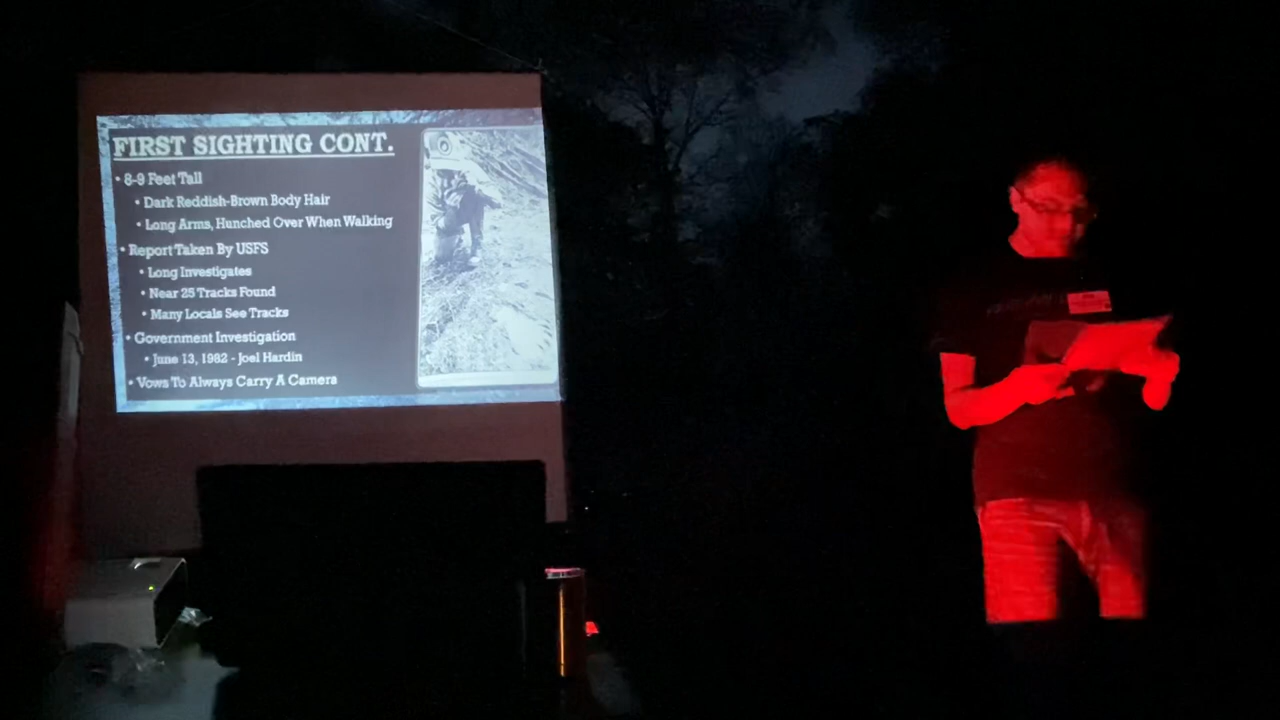 FIRST SIGHTING CONT.
• 8-9 Feet Tall
• Dark Reddish-Brown Body Hair
• Long Arms, Hunched Over When Walking
• Report Taken By USFS
• Long Investigates
• Near 25 Tracks Found
• Many Locals See Tracks
• Government Investigation
• June 13, 1982 - Joel Hardin
• Vows To Always Carry A Camera